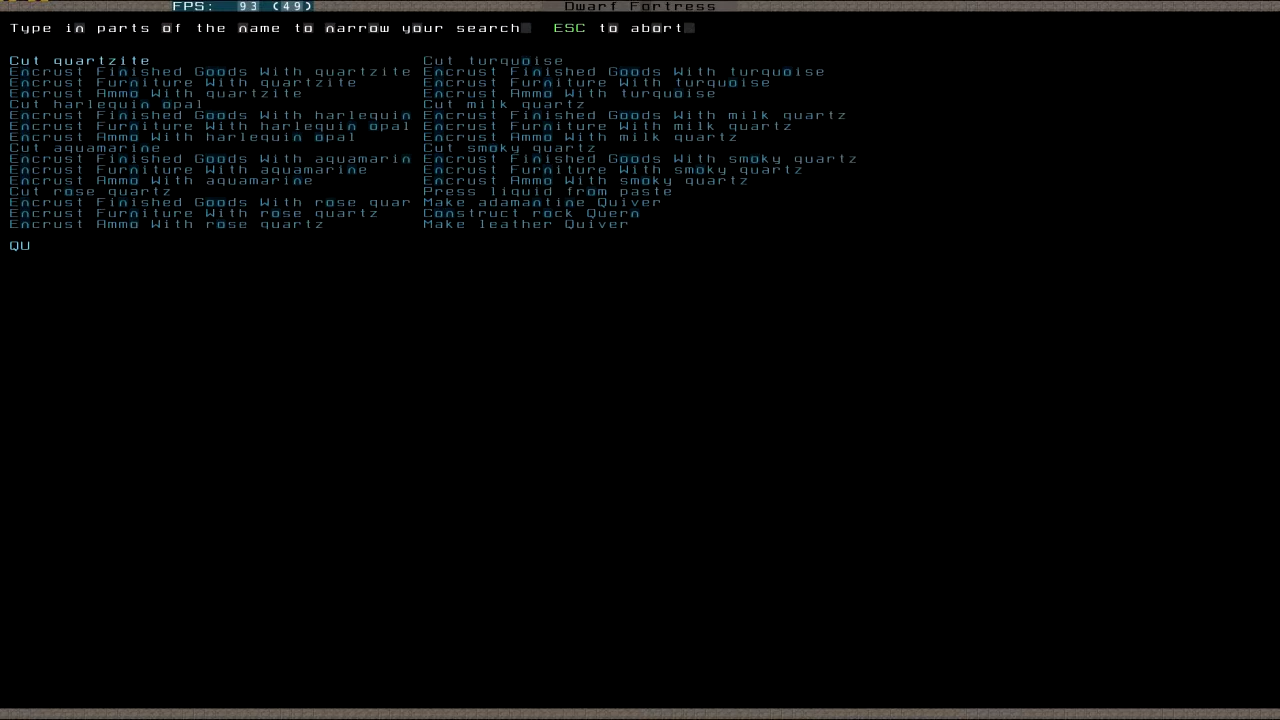 FPS: 93 (49) Dwarf Fortress
Type in parts of the name to narrow your search ESC to abort
Cut quartzite Cut turquoise
Encrust Finished Goods With quartzite Encrust Finished Goods With turquoise
Encrust Furniture With quartzite Encrust Furniture With turquoise
Encrust Ammo With quartzite Encrust Ammo With turquoise
Cut harlequin opal Cut milk quartz
Encrust Finished Goods With harlequin Encrust Finished Goods With milk quartz
Encrust Furniture With harlequin opal Encrust Furniture With milk quartz
Encrust Ammo With harlequin opal Encrust Ammo With milk quartz
Cut aquamarine Cut smoky quartz
Encrust Finished Goods With aquamarin Encrust Finished Goods With smoky quartz
Encrust Furniture With aquamarine Encrust Furniture With smoky quartz
Encrust Ammo With aquamarine Encrust Ammo With smoky quartz
Cut rose quartz Press liquid from paste
Encrust Finished Goods With rose quar Make adamantine Quiver
Encrust Furniture With rose quartz Construct rock Quern
Encrust Ammo With rose quartz Make leather Quiver
QU